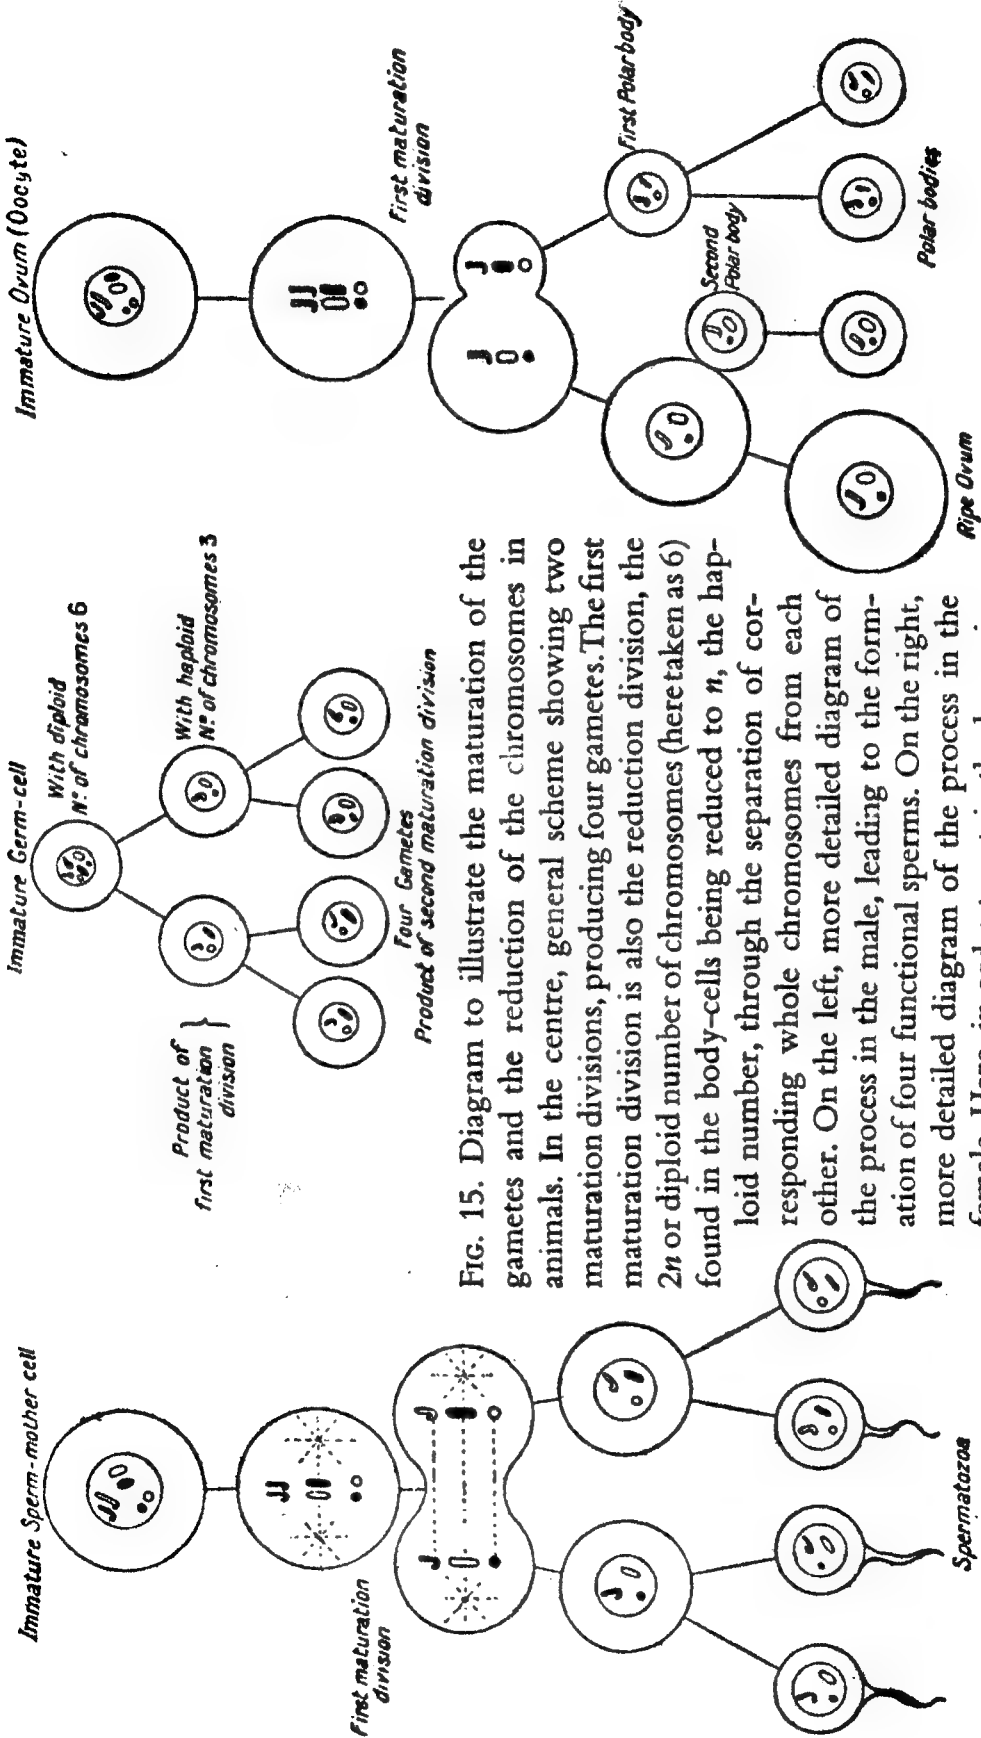 Immature Sperm-mother cell
First maturation
division
Spermatozoa
Immature Germ-cell
With diploid
Nº. of chromosomes 6
Product of
first maturation }
division
With haploid
Nº. of chromosomes 3
Four Gametes
Product of second maturation division
Immature Ovum (Oocyte)
First maturation
division
First Polar body
Second
Polar body
Polar bodies
Ripe Ovum
FIG. 15. Diagram to illustrate the maturation of the
gametes and the reduction of the chromosomes in
animals. In the centre, general scheme showing two
maturation divisions, producing four gametes. The first
maturation division is also the reduction division, the
2n or diploid number of chromosomes (here taken as 6)
found in the body-cells being reduced to n, the hap-
loid number, through the separation of cor-
responding whole chromosomes from each
other. On the left, more detailed diagram of
the process in the male, leading to the form-
ation of four functional sperms. On the right,
more detailed diagram of the process in the